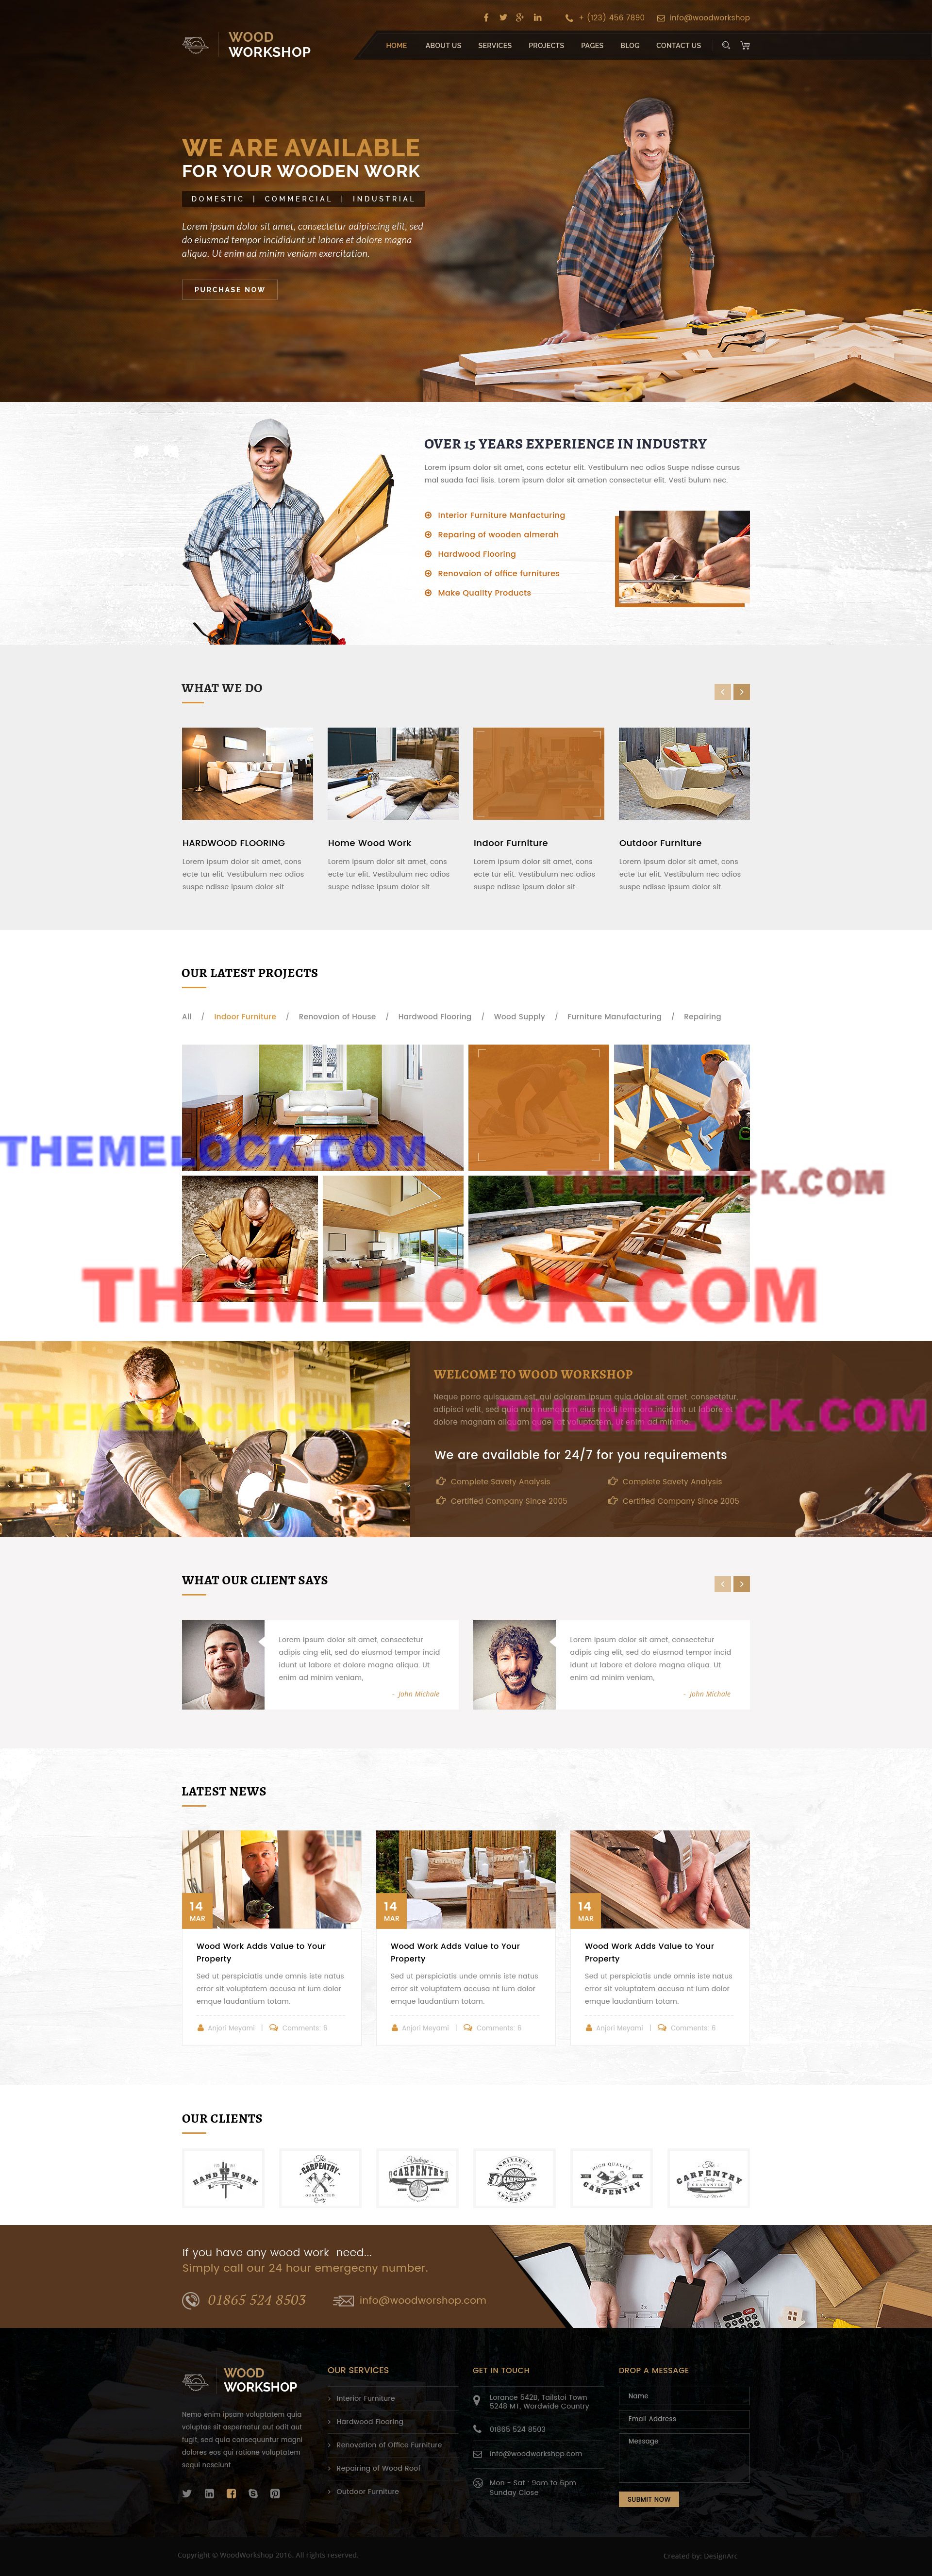 + (123) 456 7890 info@woodworkshop
WOOD
WORKSHOP
HOME ABOUT US SERVICES PROJECTS PAGES BLOG CONTACT US
WE ARE AVAILABLE
FOR YOUR WOODEN WORK
DOMESTIC | COMMERCIAL | INDUSTRIAL
Lorem ipsum dolor sit amet, consectetur adipiscing elit, sed
do eiusmod tempor incididunt ut labore et dolore magna
aliqua. Ut enim ad minim veniam exercitation.
PURCHASE NOW
OVER 15 YEARS EXPERIENCE IN INDUSTRY
Lorem ipsum dolor sit amet, cons ectetur elit. Vestibulum nec odios Suspe ndisse cursus
mal suada faci lisis. Lorem ipsum dolor sit ametion consectetur elit. Vesti bulum nec.
Interior Furniture Manfacturing
Reparing of wooden almerah
Hardwood Flooring
Renovaion of office furnitures
Make Quality Products
WHAT WE DO
HARDWOOD FLOORING
Lorem ipsum dolor sit amet, cons
ecte tur elit. Vestibulum nec odios
suspe ndisse ipsum dolor sit.
Home Wood Work
Lorem ipsum dolor sit amet, cons
ecte tur elit. Vestibulum nec odios
suspe ndisse ipsum dolor sit.
Indoor Furniture
Lorem ipsum dolor sit amet, cons
ecte tur elit. Vestibulum nec odios
suspe ndisse ipsum dolor sit.
Outdoor Furniture
Lorem ipsum dolor sit amet, cons
ecte tur elit. Vestibulum nec odios
suspe ndisse ipsum dolor sit.
OUR LATEST PROJECTS
All / Indoor Furniture / Renovaion of House / Hardwood Flooring / Wood Supply / Furniture Manufacturing / Repairing
THEMELOCK.COM
THEMELOCK.COM
THEMELOCK.COM
WELCOME TO WOOD WORKSHOP
Neque porro quisquam est, qui dolorem ipsum quia dolor sit amet, consectetur,
adipisci velit, sed quia non numquam eius modi tempora incidunt ut labore et
dolore magnam aliquam quae rat voluptatem. Ut enim ad minima
THEMELOCK.COM
THEMELOCK.COM
We are available for 24/7 for you requirements
Complete Savety Analysis
Complete Savety Analysis
Certified Company Since 2005
Certified Company Since 2005
WHAT OUR CLIENT SAYS
Lorem ipsum dolor sit amet, consectetur
adipis cing elit, sed do eiusmod tempor incid
idunt ut labore et dolore magna aliqua. Ut
enim ad minim veniam,
- John Michale
Lorem ipsum dolor sit amet, consectetur
adipis cing elit, sed do eiusmod tempor incid
idunt ut labore et dolore magna aliqua. Ut
enim ad minim veniam,
- John Michale
LATEST NEWS
14
MAR
Wood Work Adds Value to Your
Property
Sed ut perspiciatis unde omnis iste natus
error sit voluptatem accusa nt ium dolor
emque laudantium totam.
Anjori Meyami | Comments: 6
14
MAR
Wood Work Adds Value to Your
Property
Sed ut perspiciatis unde omnis iste natus
error sit voluptatem accusa nt ium dolor
emque laudantium totam.
Anjori Meyami | Comments: 6
14
MAR
Wood Work Adds Value to Your
Property
Sed ut perspiciatis unde omnis iste natus
error sit voluptatem accusa nt ium dolor
emque laudantium totam.
Anjori Meyami | Comments: 6
OUR CLIENTS
HAND WORK
The
CARPENTRY
GUARANTEED
Quality
Vintage
CARPENTRY
INDIVIDUAL
CARPENTRY
APPROACH
HIGH QUALITY
CARPENTRY
The
CARPENTRY
GUARANTEED
If you have any wood work need...
Simply call our 24 hour emergecny number.
01865 524 8503 info@woodworshop.com
WOOD
WORKSHOP
Nemo enim ipsam voluptatem quia
voluptas sit aspernatur aut odit aut
fugit, sed quia consequuntur magni
dolores eos qui ratione voluptatem
sequi nesciunt.
OUR SERVICES
Interior Furniture
Hardwood Flooring
Renovation of Office Furniture
Repairing of Wood Roof
Outdoor Furniture
GET IN TOUCH
Lorance 542B, Tailstoi Town
5248 MT, Wordwide Country
01865 524 8503
info@woodworkshop.com
Mon - Sat : 9am to 6pm
Sunday Close
DROP A MESSAGE
Name
Email Address
Message
SUBMIT NOW
Copyright © WoodWorkshop 2016. All rights reserved.
Created by: DesignArc